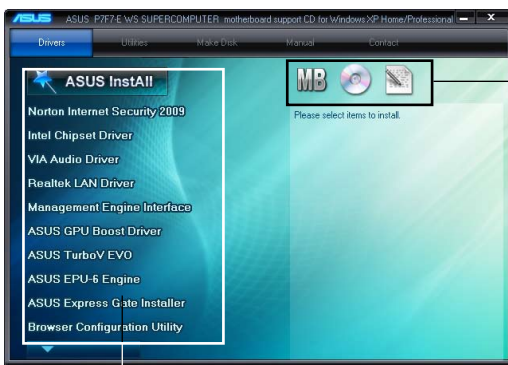 ASUS ASUS P7F7-E WS SUPERCOMPUTER motherboard support CD for Windows XP Home/Professional
Drivers Utilities Make Disk Manual Contact
ASUS InstAll
MB
Please select items to install.
Norton Internet Security 2009
Intel Chipset Driver
VIA Audio Driver
Realtek LAN Driver
Management Engine Interface
ASUS GPU Boost Driver
ASUS TurboV EVO
ASUS EPU-6 Engine
ASUS Express Gate Installer
Browser Configuration Utility